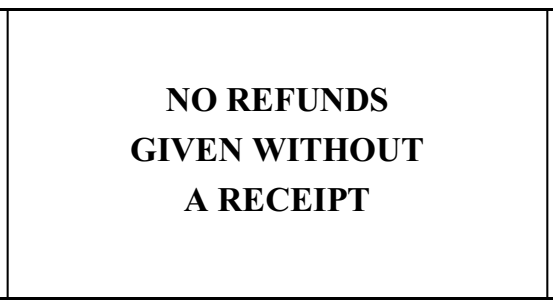 NO REFUNDS
GIVEN WITHOUT
A RECEIPT